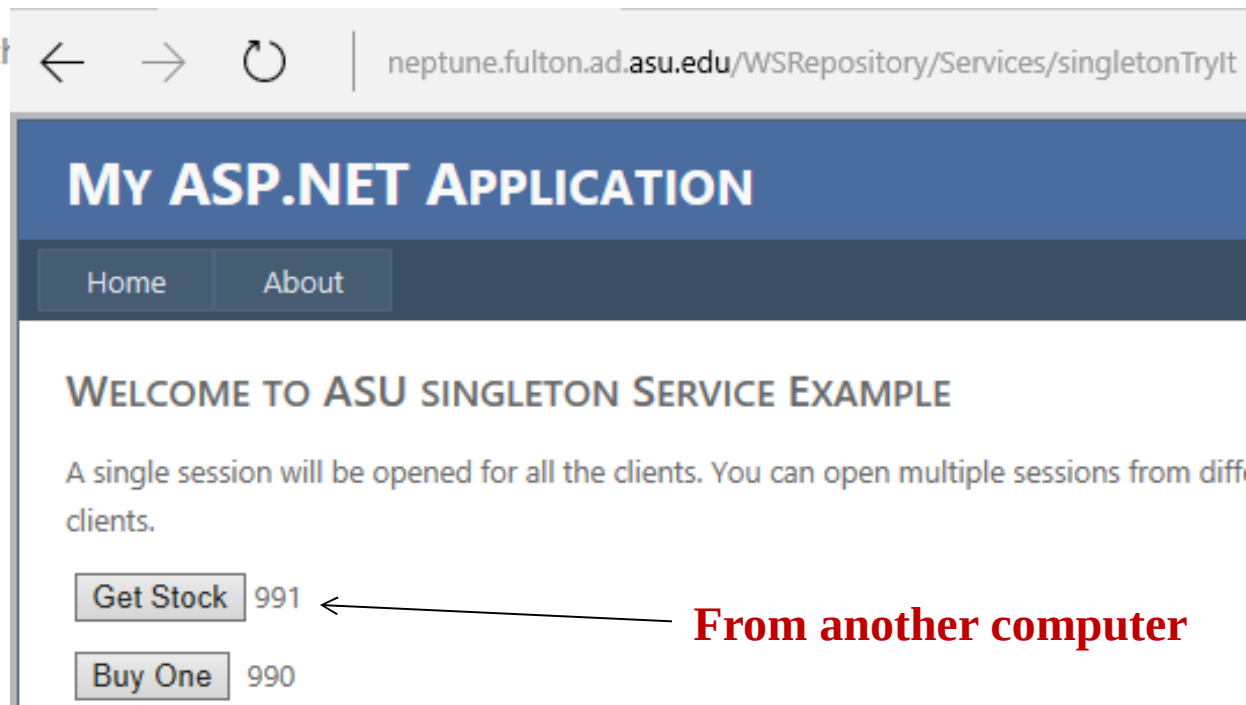 neptune.fulton.ad.asu.edu/WSRepository/Services/singletonTryIt
MY ASP.NET APPLICATION
Home About
WELCOME TO ASU SINGLETON SERVICE EXAMPLE
A single session will be opened for all the clients. You can open multiple sessions from
clients.
Get Stock 991
From another computer
Buy One 990